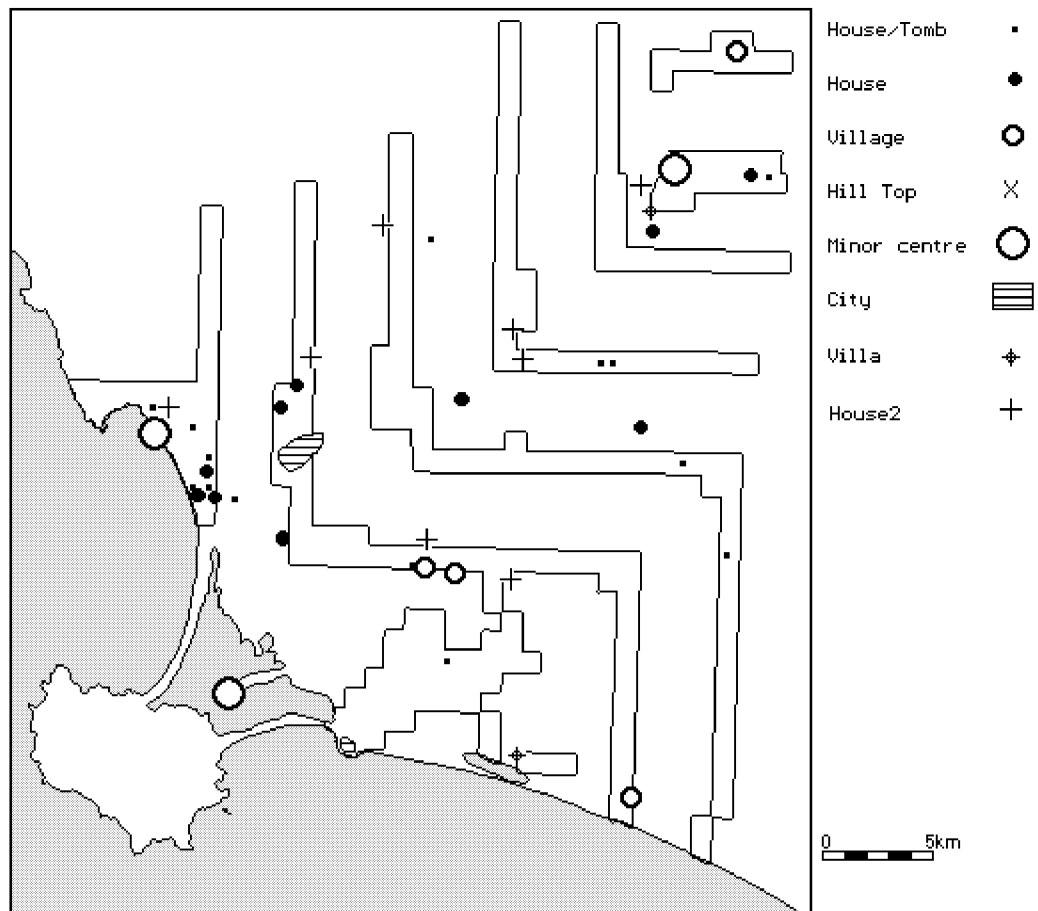 House/Tomb
House
Village
Hill Top
Minor centre
City
Villa
House2
0 5km